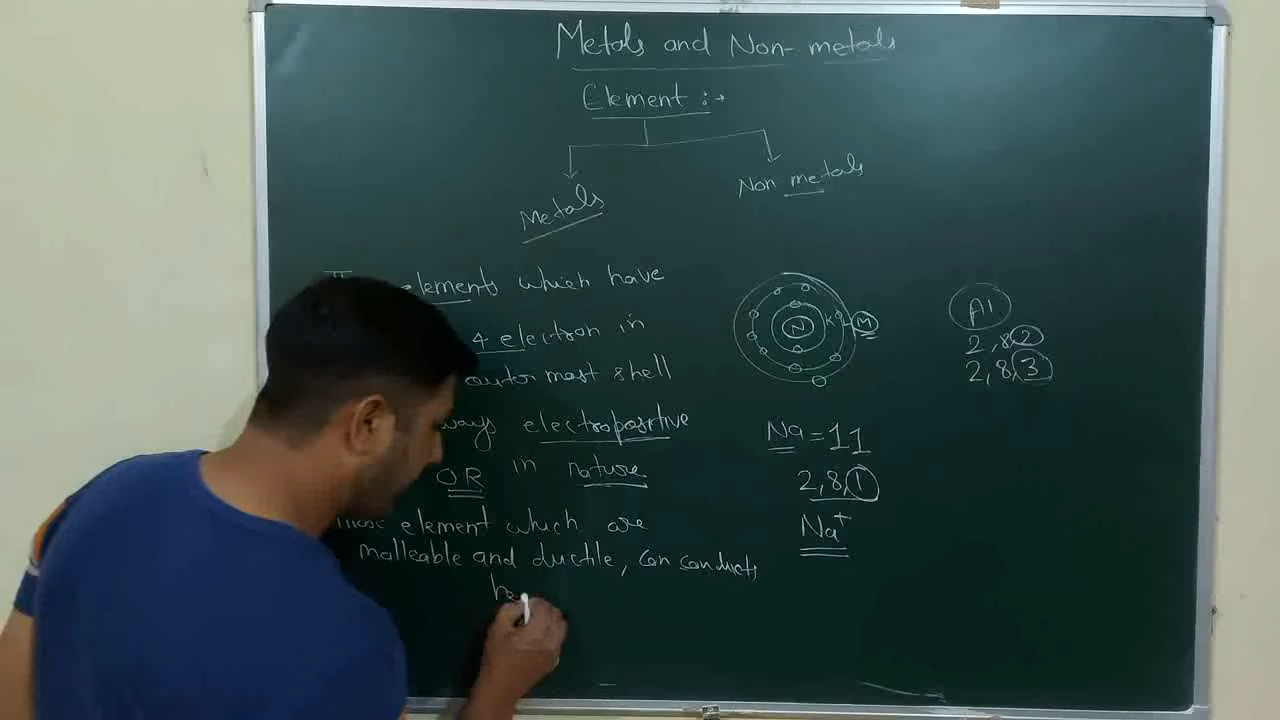 Metals and Non-metals
Element :→
Metals
Non metals
elements which have
4 electron in
outer most shell
electropositive
OR in nature
element which are
malleable and ductile, can conducts
N
K
L
M
Na = 11
2,8,1
Na+
Al
2,8,2
2,8,3